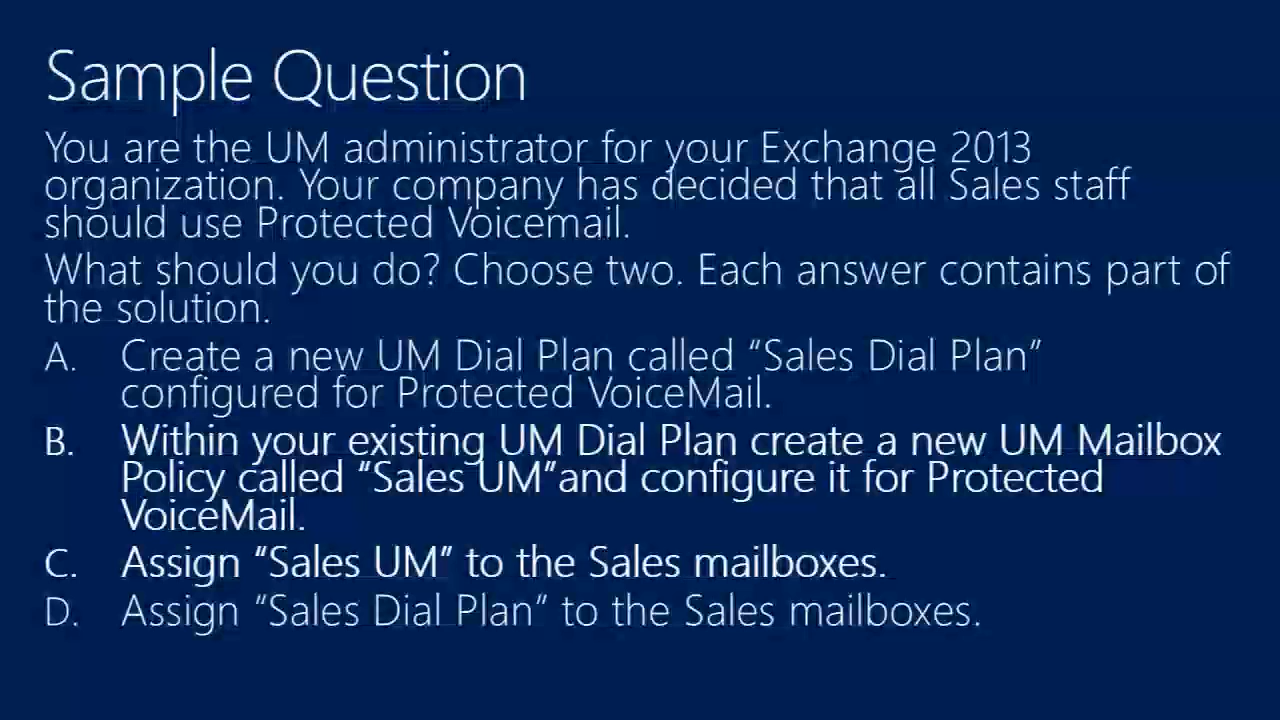 Sample Question
You are the UM administrator for your Exchange 2013
organization. Your company has decided that all Sales staff
should use Protected Voicemail.
What should you do? Choose two. Each answer contains part of
the solution.
A. Create a new UM Dial Plan called “Sales Dial Plan”
configured for Protected VoiceMail.
B. Within your existing UM Dial Plan create a new UM Mailbox
Policy called “Sales UM”and configure it for Protected
VoiceMail.
C. Assign “Sales UM” to the Sales mailboxes.
D. Assign “Sales Dial Plan” to the Sales mailboxes.